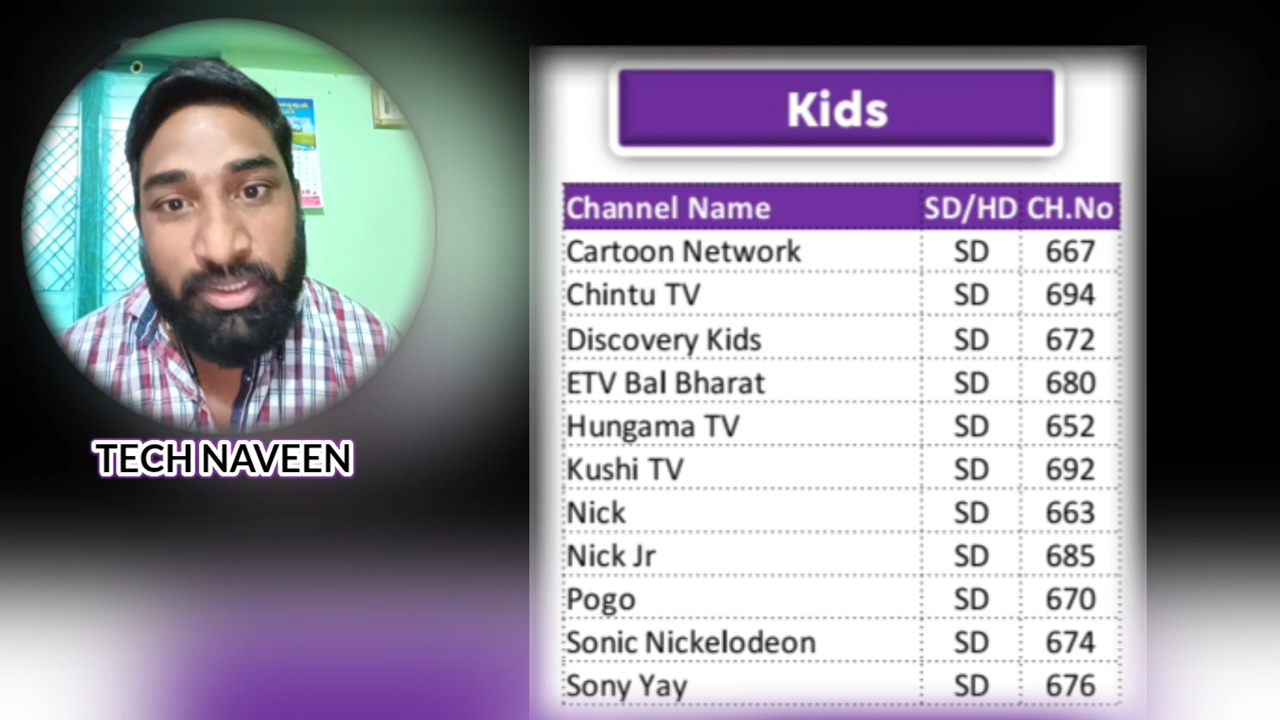 TECH NAVEEN
Kids
Channel Name SD/HD CH.No
Cartoon Network SD 667
Chintu TV SD 694
Discovery Kids SD 672
ETV Bal Bharat SD 680
Hungama TV SD 652
Kushi TV SD 692
Nick SD 663
Nick Jr SD 685
Pogo SD 670
Sonic Nickelodeon SD 674
Sony Yay SD 676